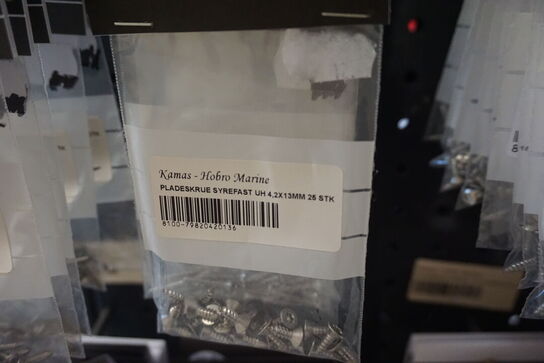 Kamas - Hobro Marine
PLADESKRUE SYREFAST UH 4,2X13MM 25 STK
8100-79820420136